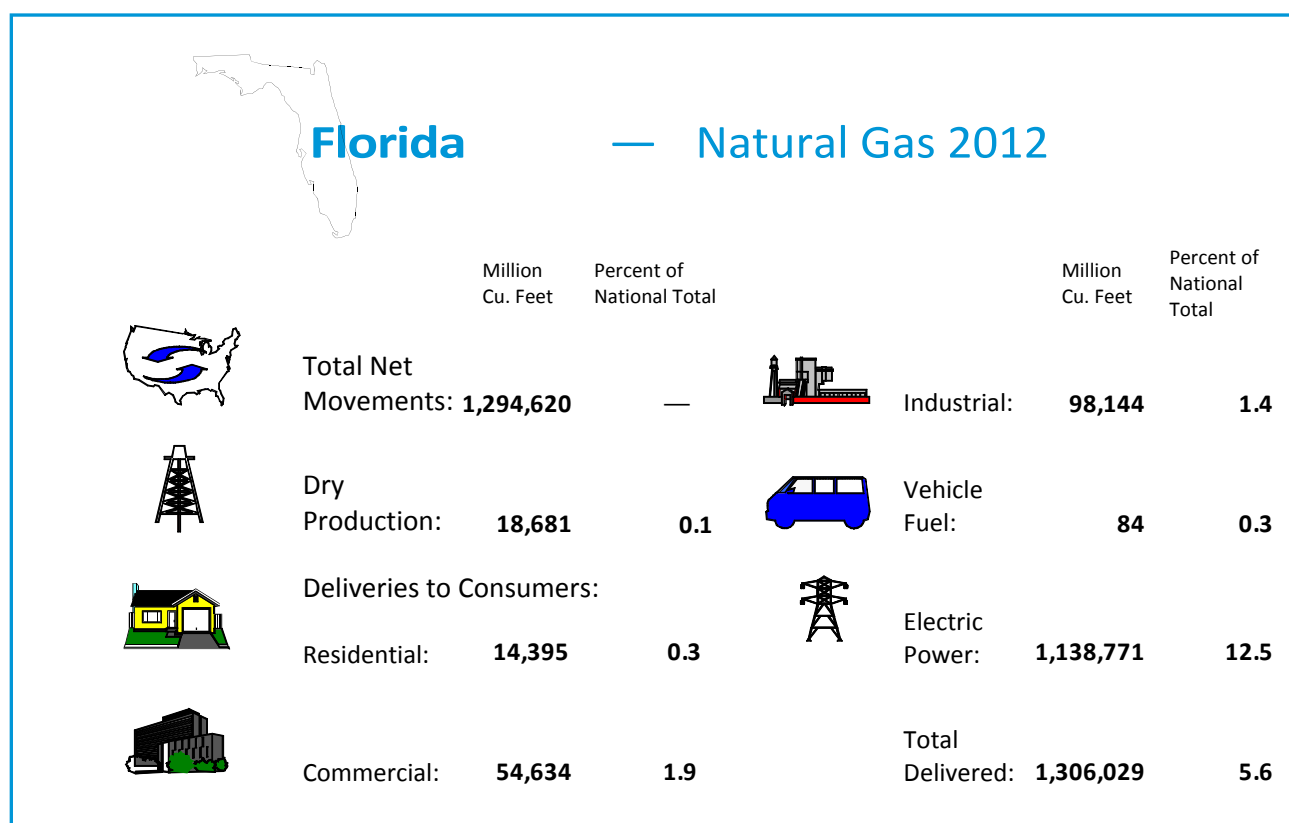 Florida — Natural Gas 2012
Million
Cu. Feet
Percent of
National Total
Million
Cu. Feet
Percent of
National
Total
Total Net
Movements: 1,294,620 —
Industrial: 98,144 1.4
Dry
Production: 18,681 0.1
Vehicle
Fuel: 84 0.3
Deliveries to Consumers:
Residential: 14,395 0.3
Electric
Power: 1,138,771 12.5
Commercial: 54,634 1.9
Total
Delivered: 1,306,029 5.6